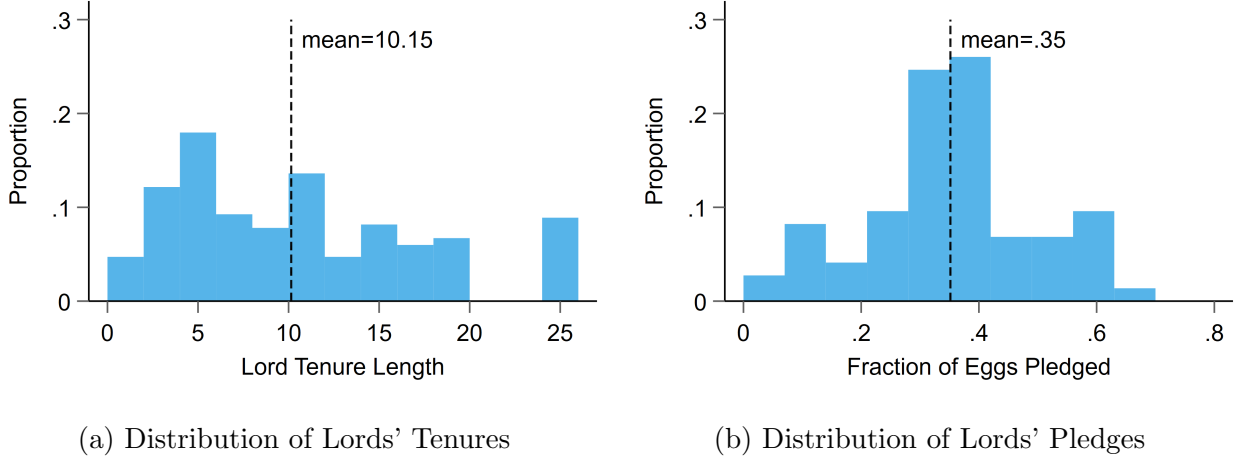 .3
mean=10.15
.2
.1
0
Proportion
0 5 10 15 20 25
Lord Tenure Length
(a) Distribution of Lords' Tenures
.3
mean=.35
.2
.1
0
Proportion
0 .2 .4 .6 .8
Fraction of Eggs Pledged
(b) Distribution of Lords' Pledges